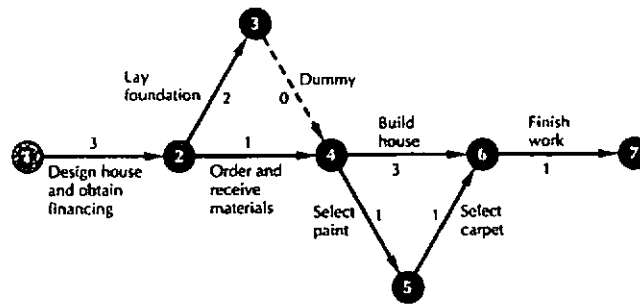 3
Lay
foundation
2
Dummy
0
Build
house
Finish
work
1
3
1
2
4
6
7
Design house
and obtain
financing
Order and
receive
materials
3
1
Select
paint
1
1
Select
carpet
5